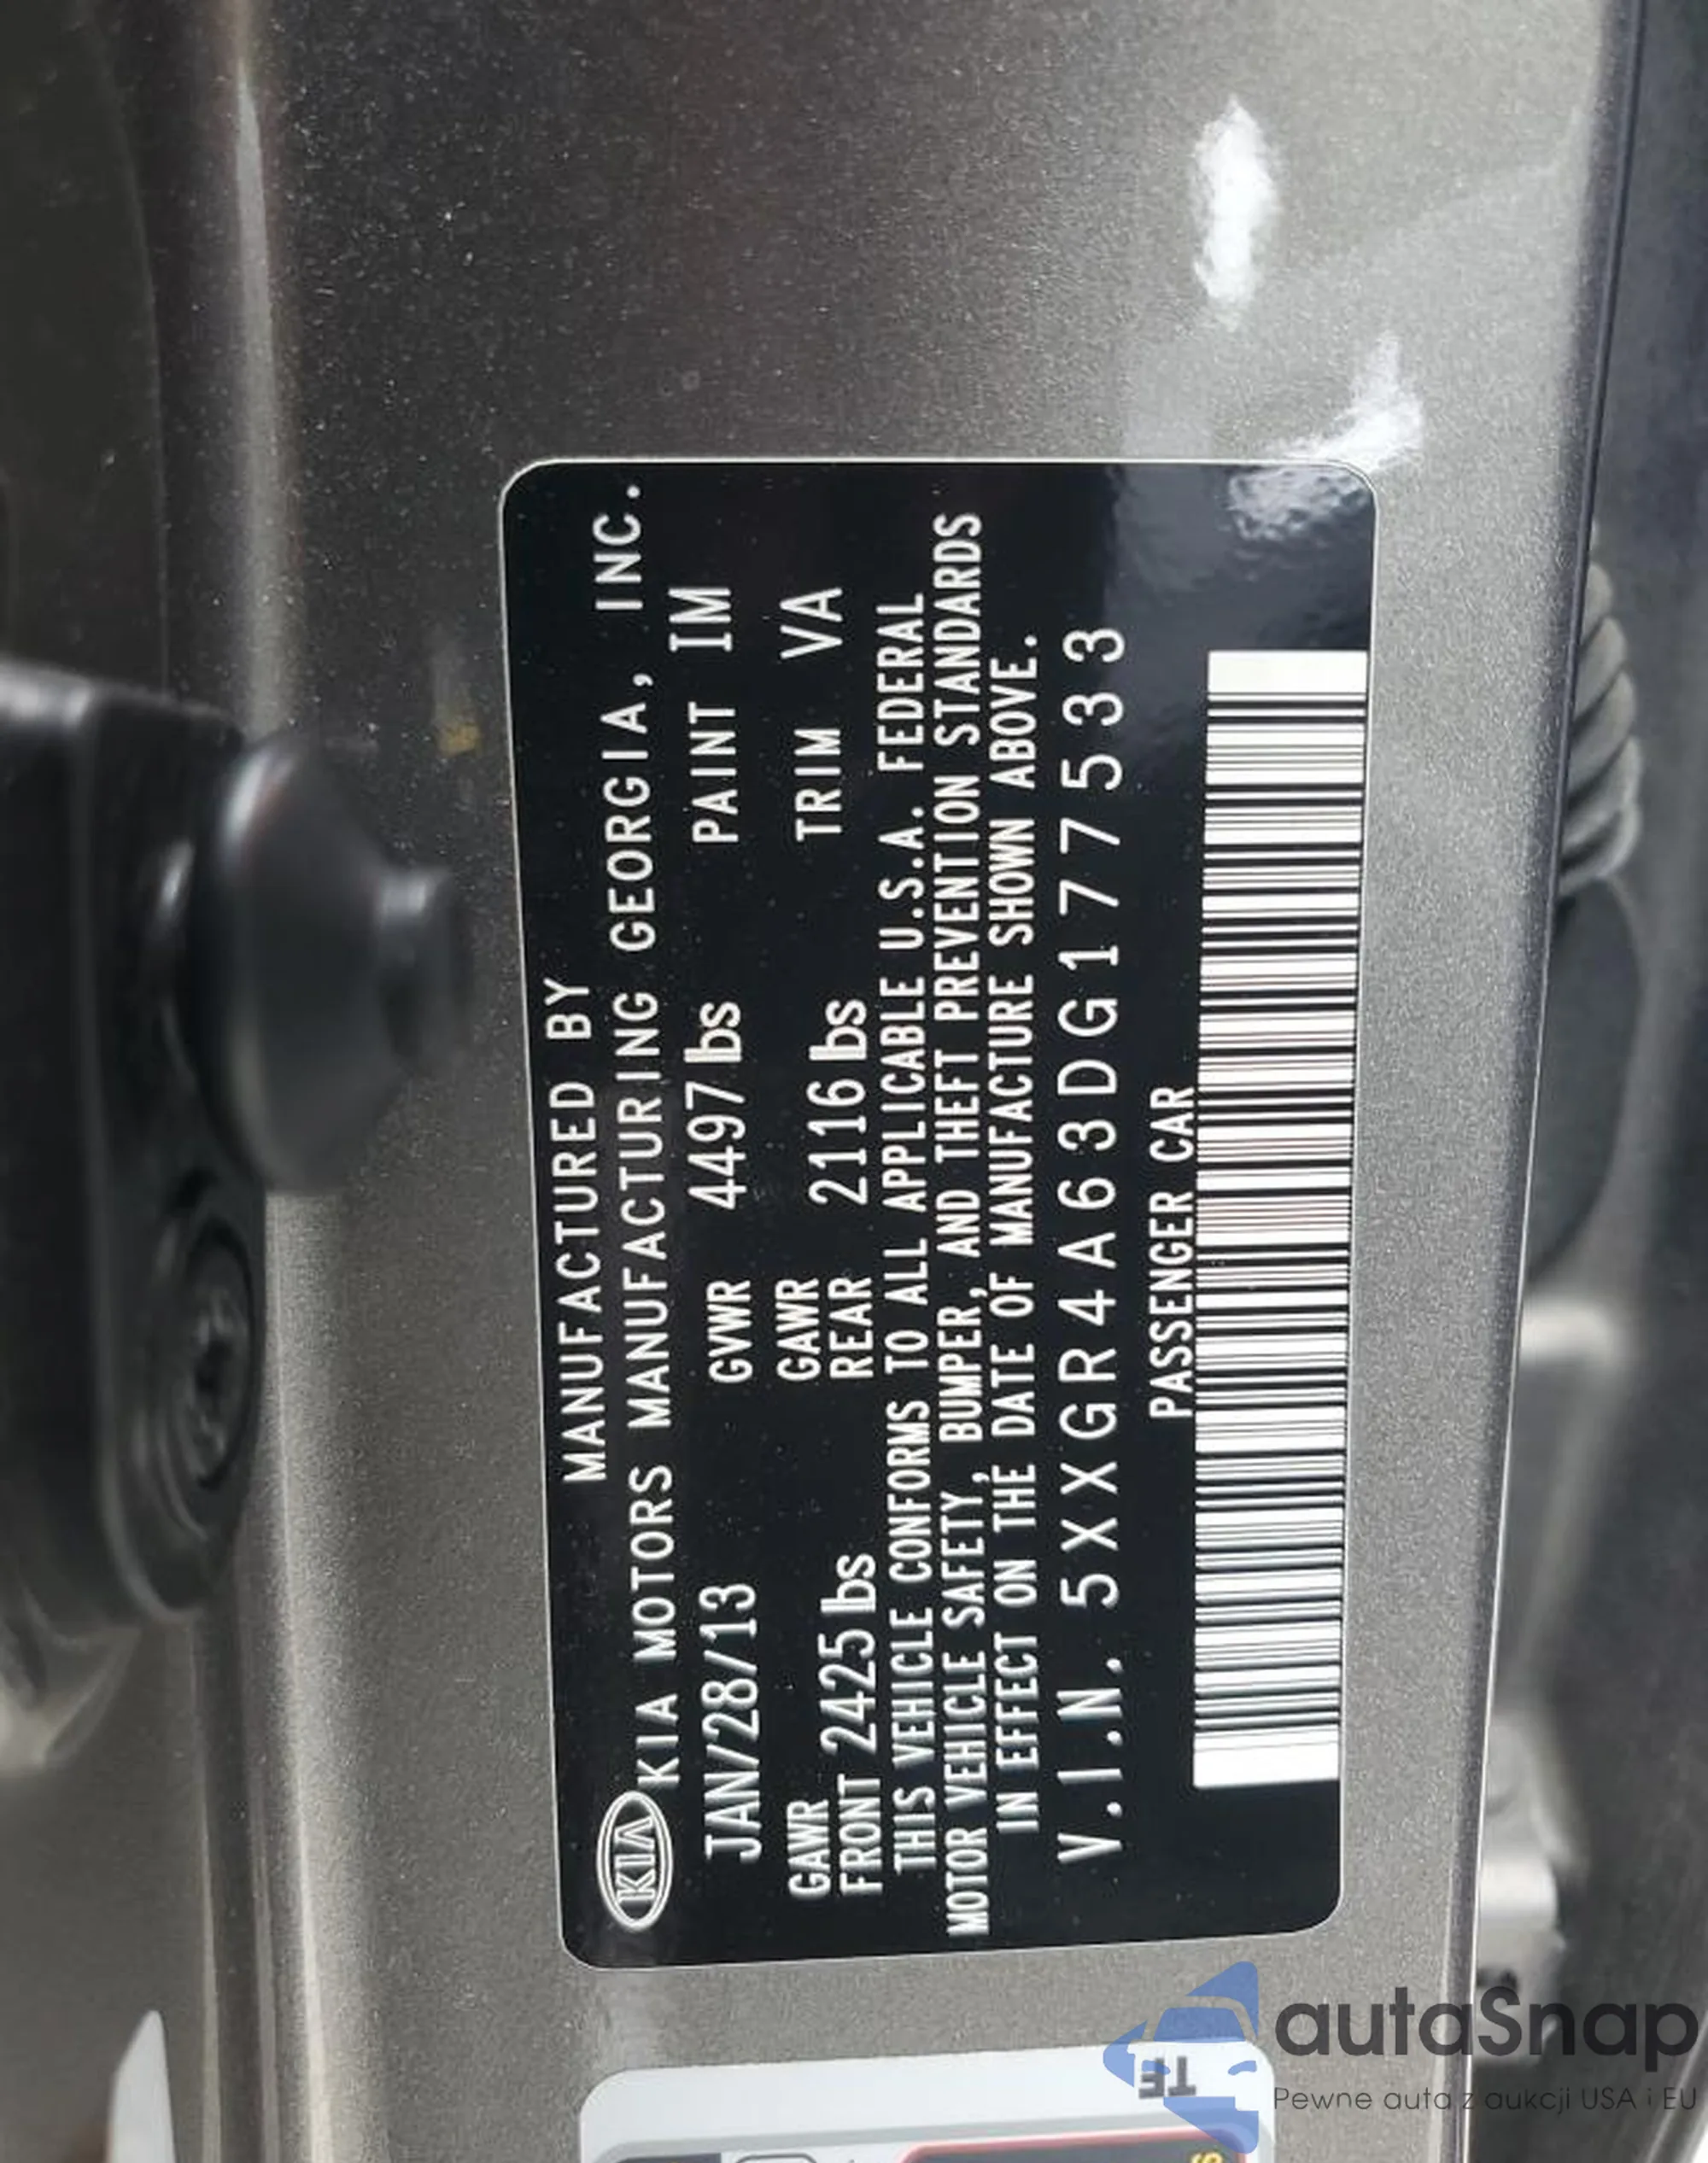 MANUFACTURED BY
KIA KIA MOTORS MANUFACTURING GEORGIA, INC.
JAN/28/13 GVWR 4497 lbs PAINT IM
GAWR GAWR
FRONT 2425 lbs REAR 2116 lbs TRIM VA
THIS VEHICLE CONFORMS TO ALL APPLICABLE U.S.A. FEDERAL
MOTOR VEHICLE SAFETY, BUMPER, AND THEFT PREVENTION STANDARDS
IN EFFECT ON THE DATE OF MANUFACTURE SHOWN ABOVE.
V.I.N. 5XXGR4A63DG177533
PASSENGER CAR
autaSnap
Pewne auta z aukcji USA i EU